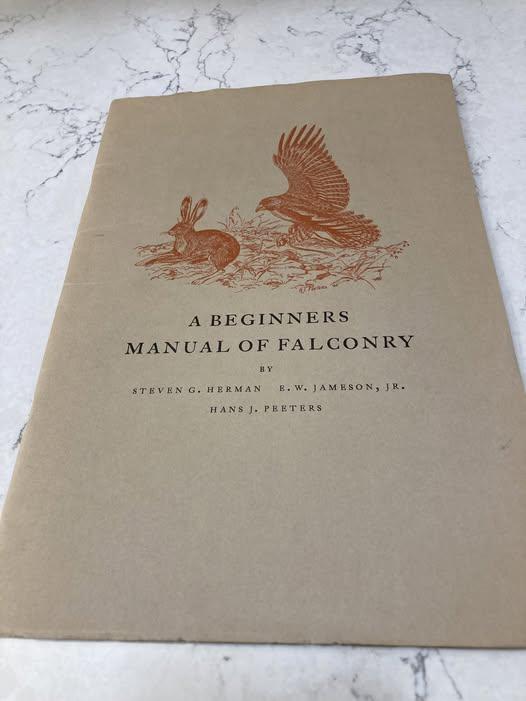 A BEGINNERS
MANUAL OF FALCONRY
BY
STEVEN G. HERMAN E. W. JAMESON, JR.
HANS J. PEETERS